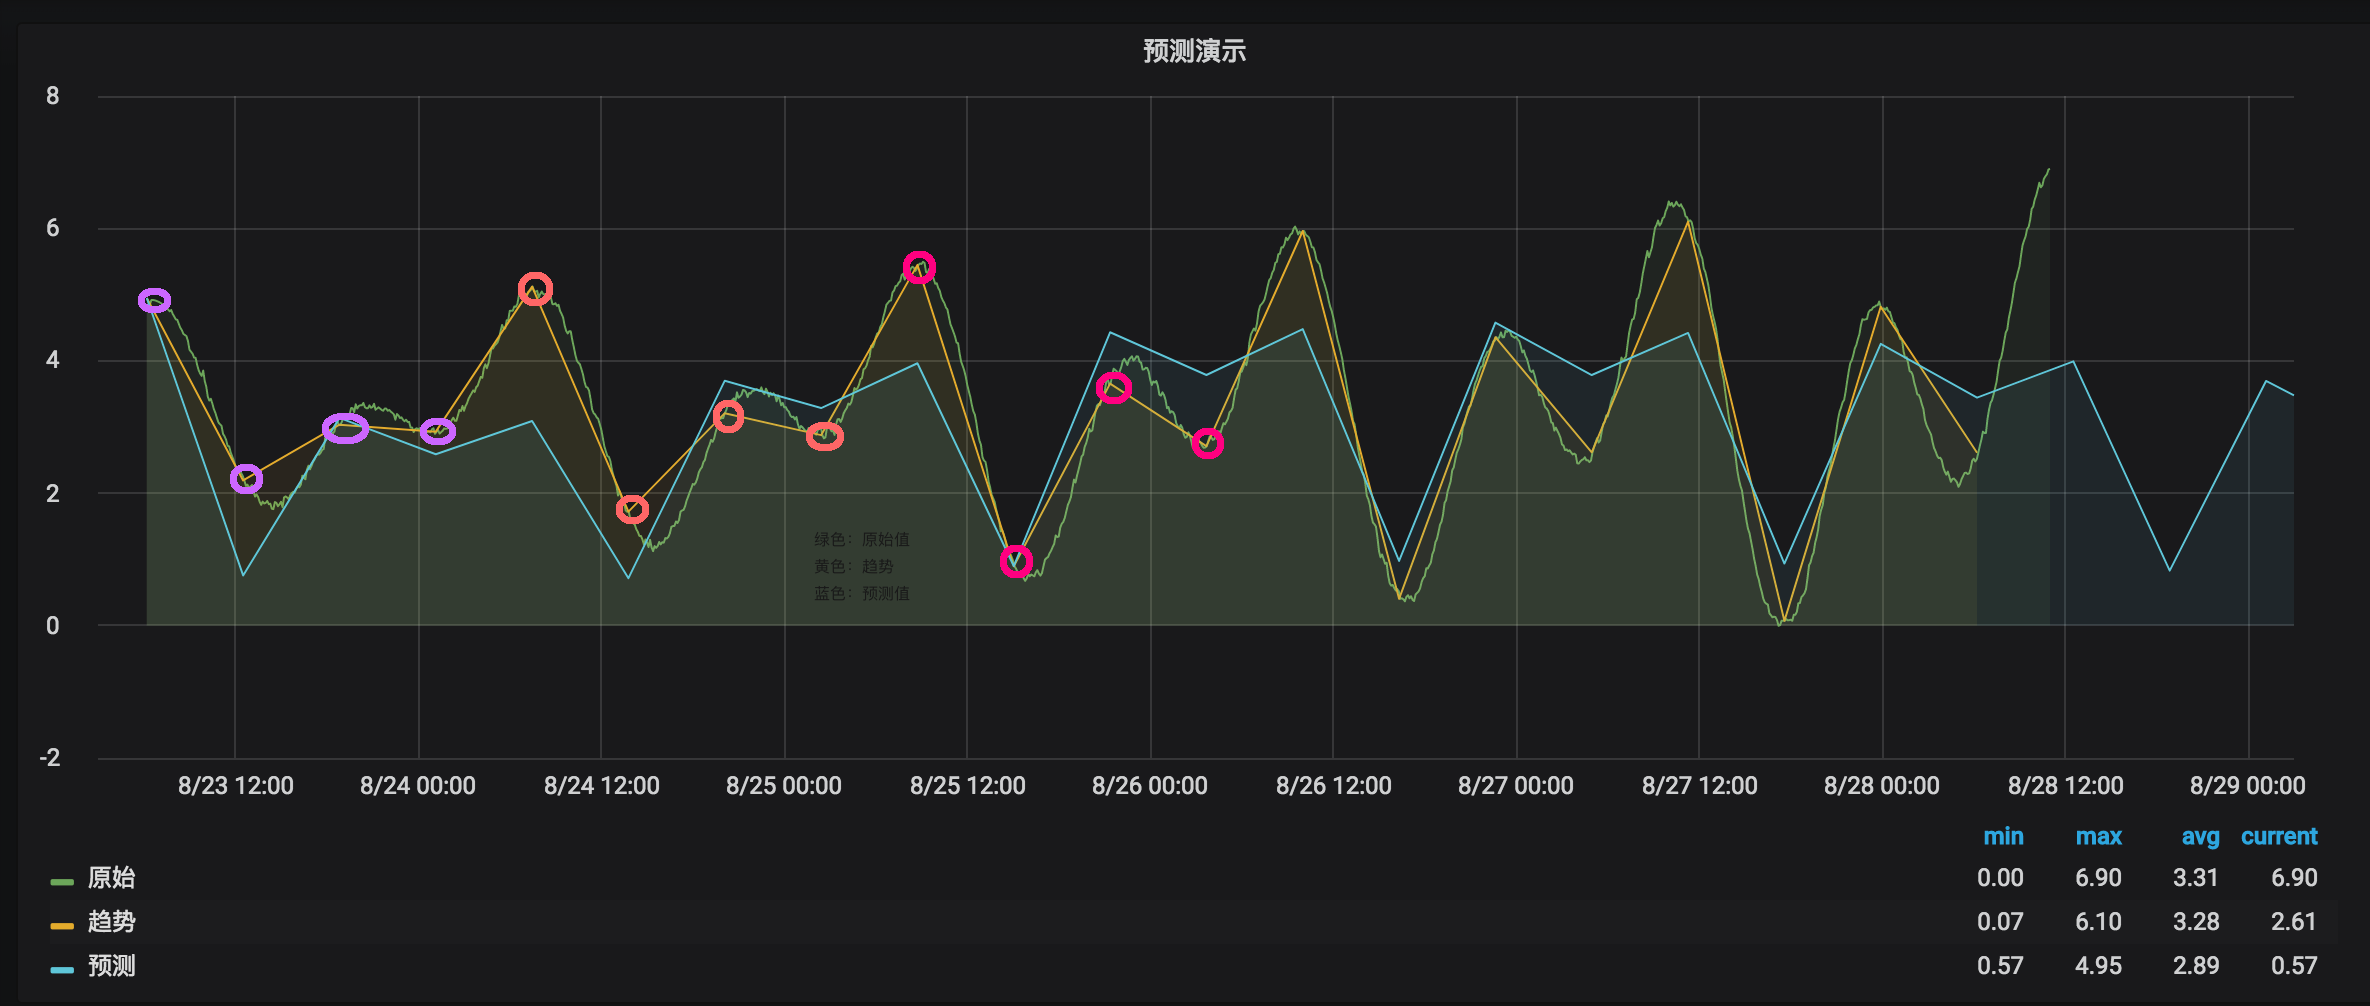 预测演示
8
6
4
2
0
-2
绿色：原始值
黄色：趋势
蓝色：预测值
8/23 12:00 8/24 00:00 8/24 12:00 8/25 00:00 8/25 12:00 8/26 00:00 8/26 12:00 8/27 00:00 8/27 12:00 8/28 00:00 8/28 12:00 8/29 00:00
min max avg current
原始 0.00 6.90 3.31 6.90
趋势 0.07 6.10 3.28 2.61
预测 0.57 4.95 2.89 0.57